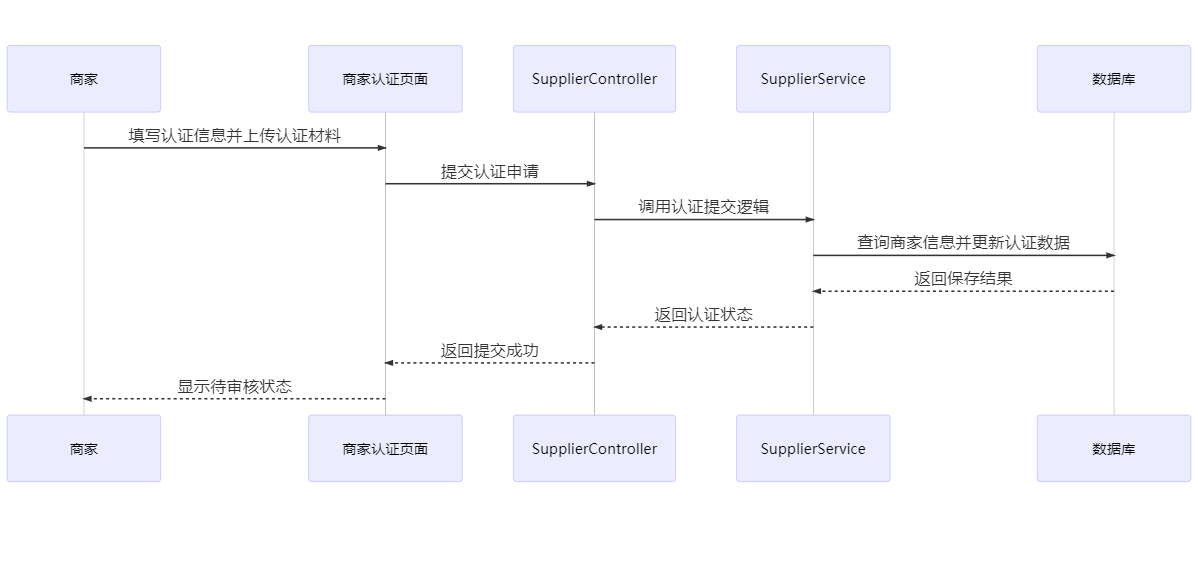 商家
商家认证页面
SupplierController
SupplierService
数据库
填写认证信息并上传认证材料
提交认证申请
调用认证提交逻辑
查询商家信息并更新认证数据
返回保存结果
返回认证状态
返回提交成功
显示待审核状态
商家
商家认证页面
SupplierController
SupplierService
数据库